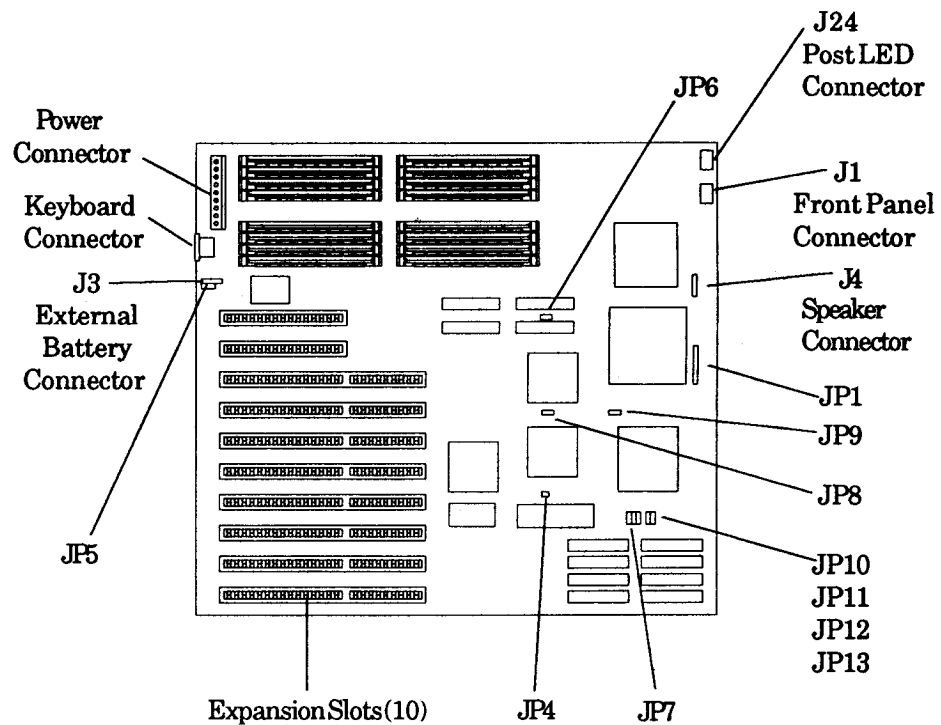 J24
Post LED
Connector
JP6
Power
Connector
Keyboard
Connector
J1
Front Panel
Connector
J3
External
Battery
Connector
J4
Speaker
Connector
JP1
JP9
JP8
JP5
JP10
JP11
JP12
JP13
Expansion Slots (10)
JP4
JP7